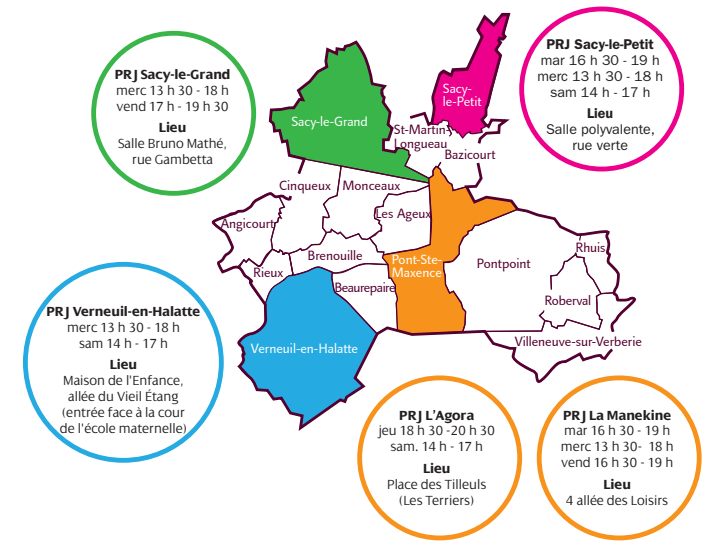 PRJ Sacy-le-Grand
merc 13 h 30 - 18 h
vend 17 h - 19 h 30
Lieu
Salle Bruno Mathé,
rue Gambetta
PRJ Sacy-le-Petit
mar 16 h 30 - 19 h
merc 13 h 30 - 18 h
sam 14 h - 17 h
Lieu
Salle polyvalente,
rue verte
Sacy-
le-Petit
Sacy-le-Grand
St-Martin-
Longueau
Bazicourt
Cinqueux
Monceaux
Les Ageux
Angicourt
Rieux
Brenouille
Beaurepaire
Pont-Ste-
Maxence
Pontpoint
Rhuis
Roberval
Villeneuve-sur-Verberie
Verneuil-en-Halatte
PRJ Verneuil-en-Halatte
merc 13 h 30 - 18 h
sam 14 h - 17 h
Lieu
Maison de l'Enfance,
allée du Vieil Étang
(entrée face à la cour
de l'école maternelle)
PRJ L'Agora
jeu 18 h 30 -20 h 30
sam. 14 h - 17 h
Lieu
Place des Tilleuls
(Les Terriers)
PRJ La Manekine
mar 16 h 30 - 19 h
merc 13 h 30- 18 h
vend 16 h 30 - 19 h
Lieu
4 allée des Loisirs